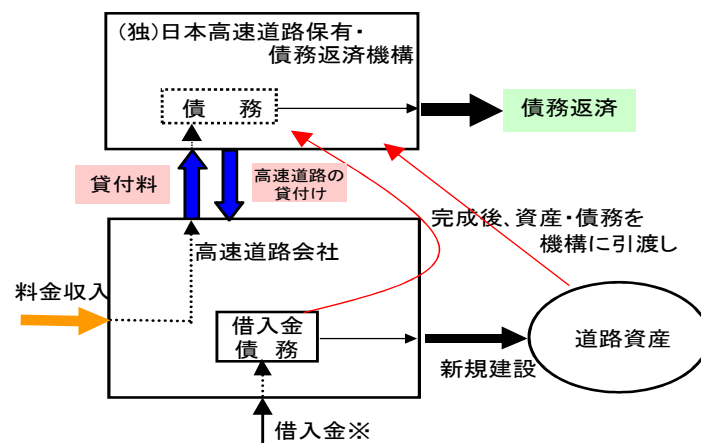 (独)日本高速道路保有・
債務返済機構
債　務
債務返済
貸付料
高速道路の
貸付け
完成後、資産・債務を
機構に引渡し
高速道路会社
料金収入
借入金
債 務
道路資産
新規建設
借入金※